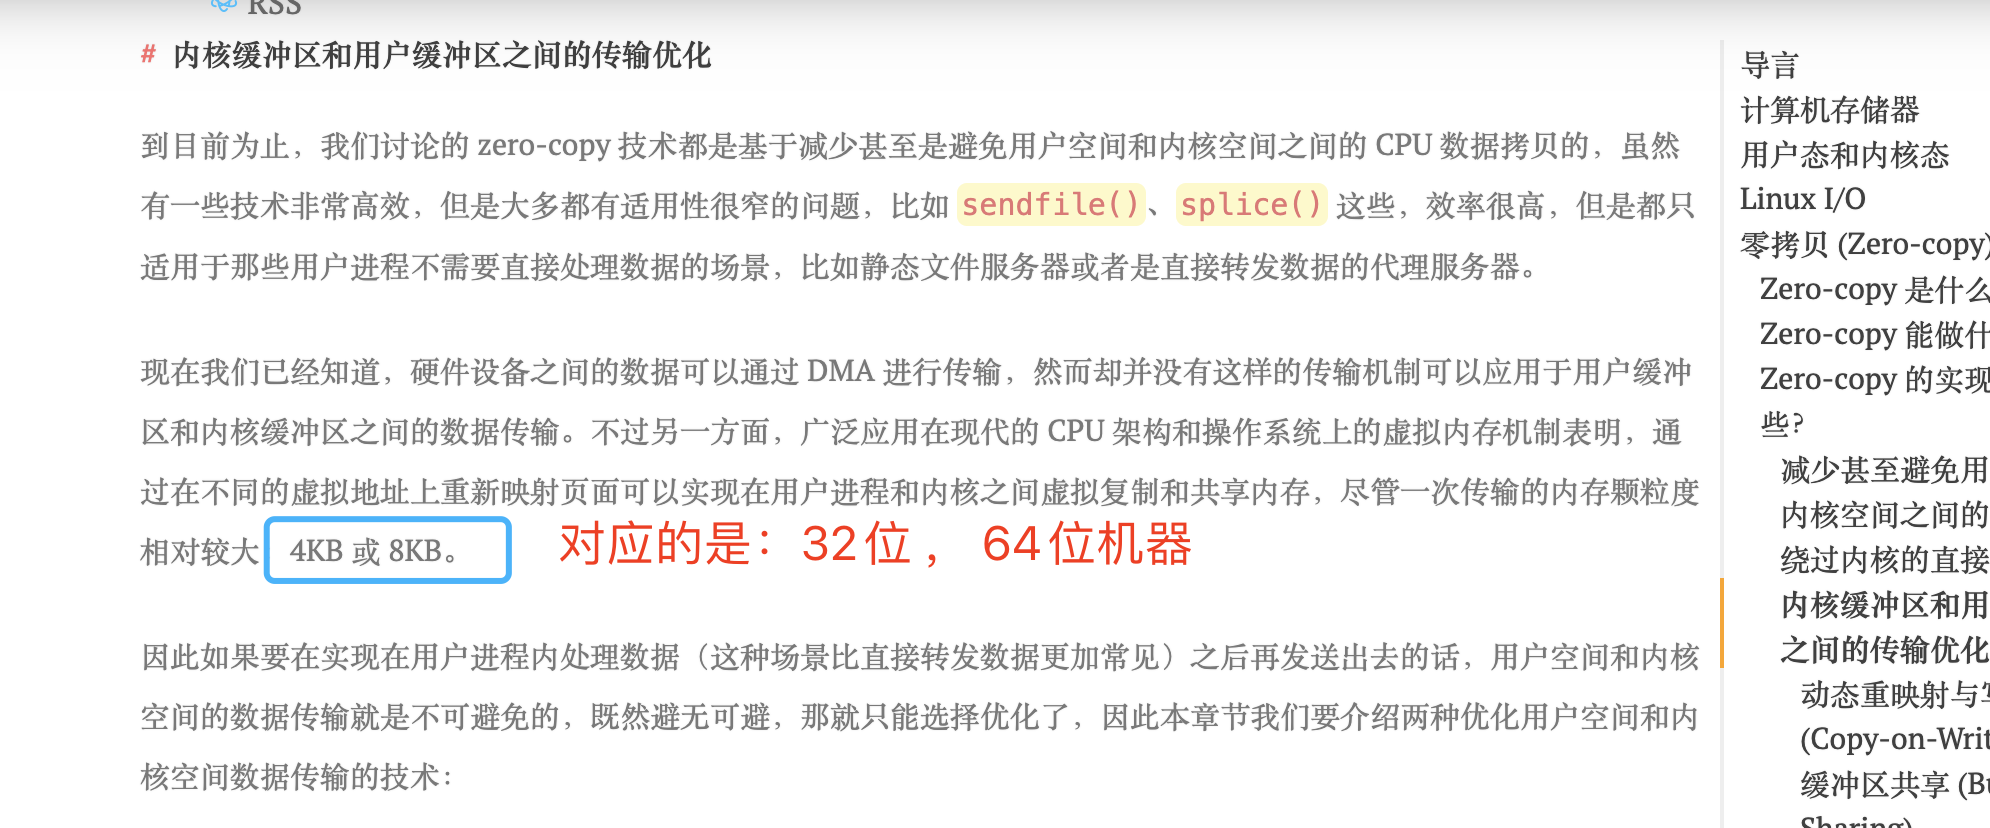 RSS
# 内核缓冲区和用户缓冲区之间的传输优化
到目前为止，我们讨论的 zero-copy 技术都是基于减少甚至是避免用户空间和内核空间之间的 CPU 数据拷贝的，虽然
有一些技术非常高效，但是大多都有适用性很窄的问题，比如 sendfile()、splice() 这些，效率很高，但是都只
适用于那些用户进程不需要直接处理数据的场景，比如静态文件服务器或者是直接转发数据的代理服务器。
现在我们已经知道，硬件设备之间的数据可以通过 DMA 进行传输，然而却并没有这样的传输机制可以应用于用户缓冲
区和内核缓冲区之间的数据传输。不过另一方面，广泛应用在现代的 CPU 架构和操作系统上的虚拟内存机制表明，通
过在不同的虚拟地址上重新映射页面可以实现在用户进程和内核之间虚拟复制和共享内存，尽管一次传输的内存颗粒度
相对较大 4KB 或 8KB。
对应的是：32位， 64位机器
因此如果要在实现在用户进程内处理数据（这种场景比直接转发数据更加常见）之后再发送出去的话，用户空间和内核
空间的数据传输就是不可避免的，既然避无可避，那就只能选择优化了，因此本章节我们要介绍两种优化用户空间和内
核空间数据传输的技术：
导言
计算机存储器
用户态和内核态
Linux I/O
零拷贝 (Zero-copy)
Zero-copy 是什么
Zero-copy 能做什
Zero-copy 的实现
些？
减少甚至避免用
内核空间之间的
绕过内核的直接
内核缓冲区和用
之间的传输优化
动态重映射与写
(Copy-on-Writ
缓冲区共享 (Bu
Sharing)